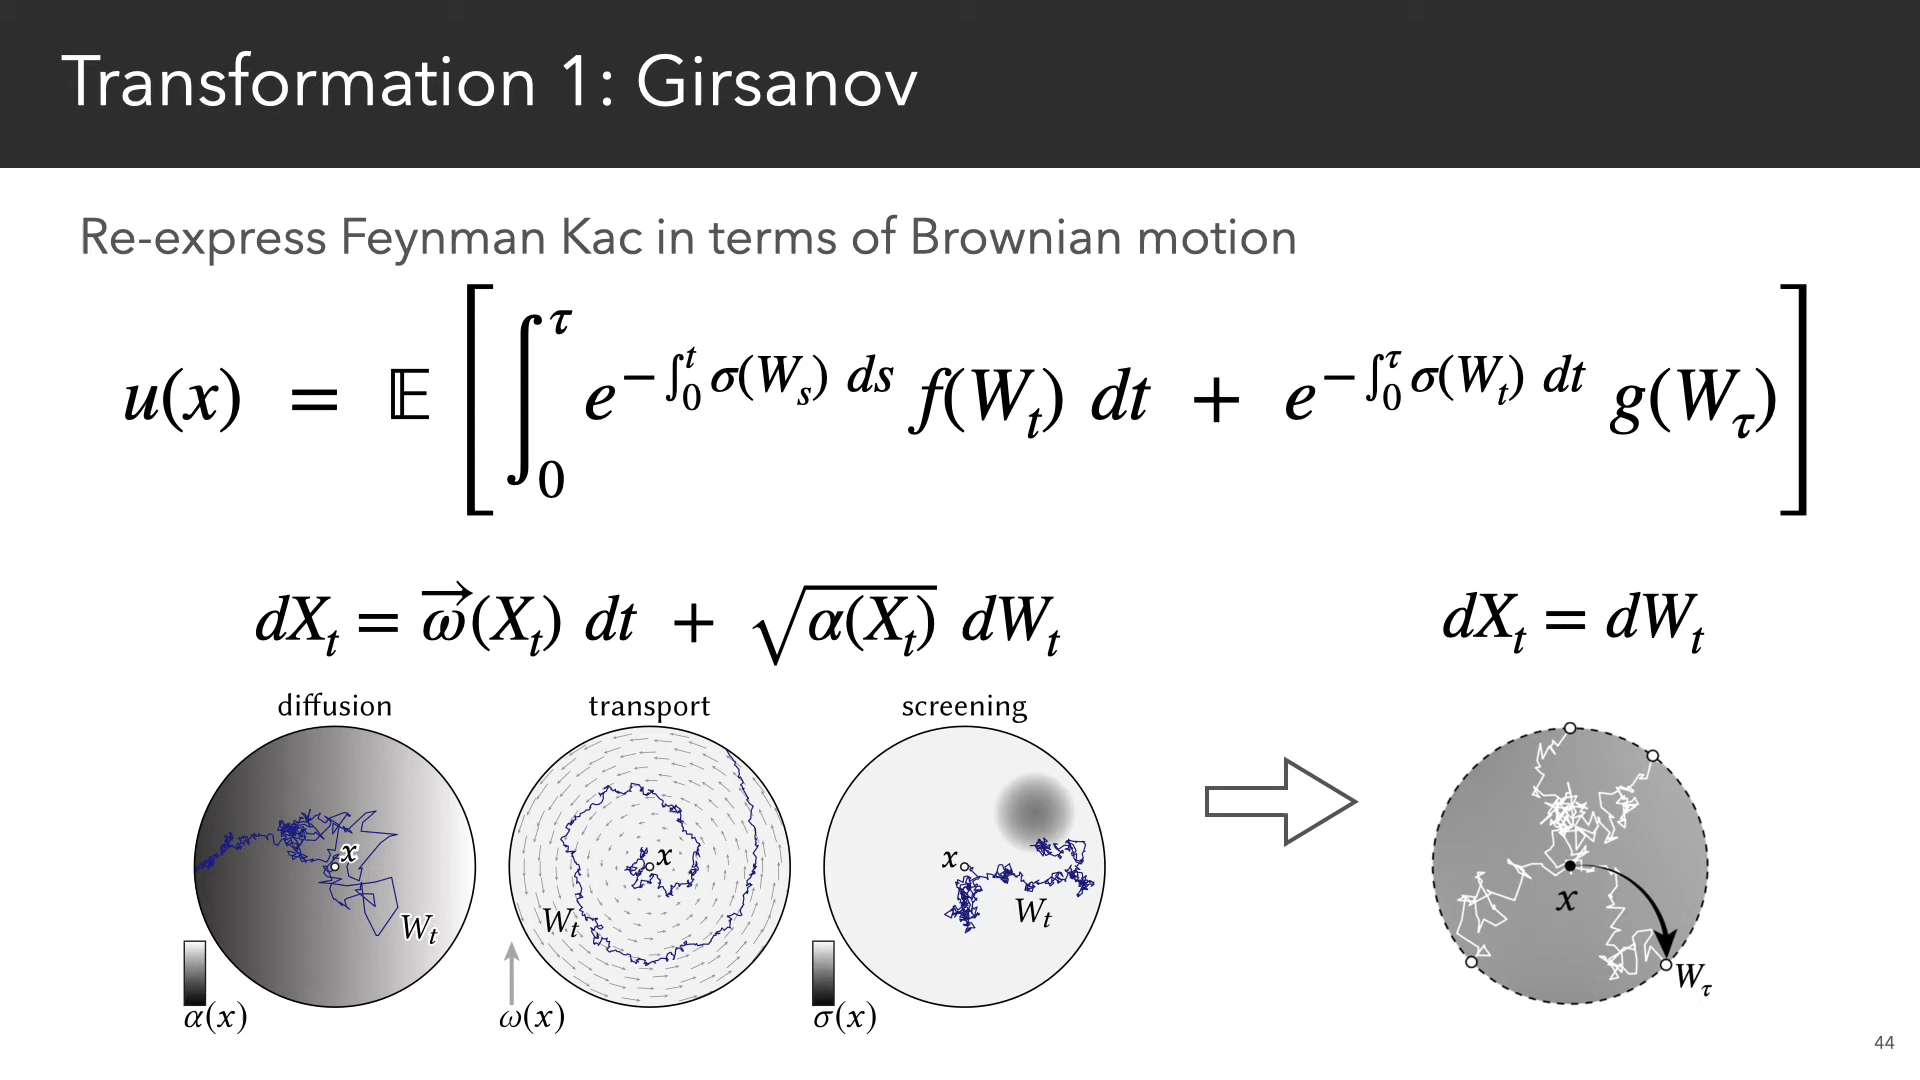 Transformation 1: Girsanov
Re-express Feynman Kac in terms of Brownian motion
u(x) = 𝔼 [ ∫₀^τ e^{−∫₀^t σ(W_s) ds} f(W_t) dt + e^{−∫₀^τ σ(W_t) dt} g(W_τ) ]
dX_t = ω⃗(X_t) dt + √α(X_t) dW_t
dX_t = dW_t
diffusion
transport
screening
x
W_t
α(x)
x
W_t
ω(x)
x
W_t
σ(x)
x
W_τ
44